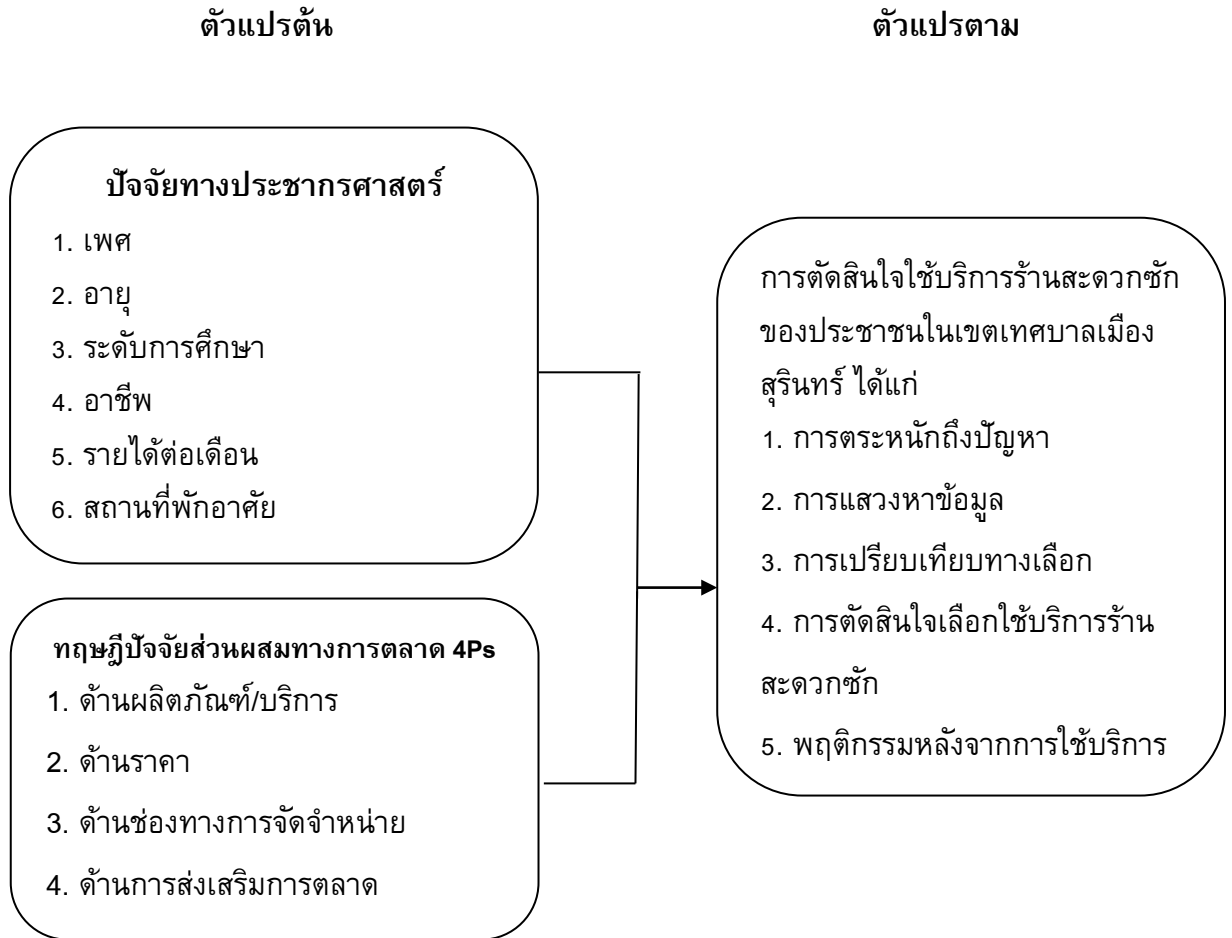 ตัวแปรต้น
ตัวแปรตาม
ปัจจัยทางประชากรศาสตร์
1. เพศ
2. อายุ
3. ระดับการศึกษา
4. อาชีพ
5. รายได้ต่อเดือน
6. สถานที่พักอาศัย
ทฤษฎีปัจจัยส่วนผสมทางการตลาด 4Ps
1. ด้านผลิตภัณฑ์/บริการ
2. ด้านราคา
3. ด้านช่องทางการจัดจำหน่าย
4. ด้านการส่งเสริมการตลาด
การตัดสินใจใช้บริการร้านสะดวกซัก
ของประชาชนในเขตเทศบาลเมือง
สุรินทร์ ได้แก่
1. การตระหนักถึงปัญหา
2. การแสวงหาข้อมูล
3. การเปรียบเทียบทางเลือก
4. การตัดสินใจเลือกใช้บริการร้าน
สะดวกซัก
5. พฤติกรรมหลังจากการใช้บริการ